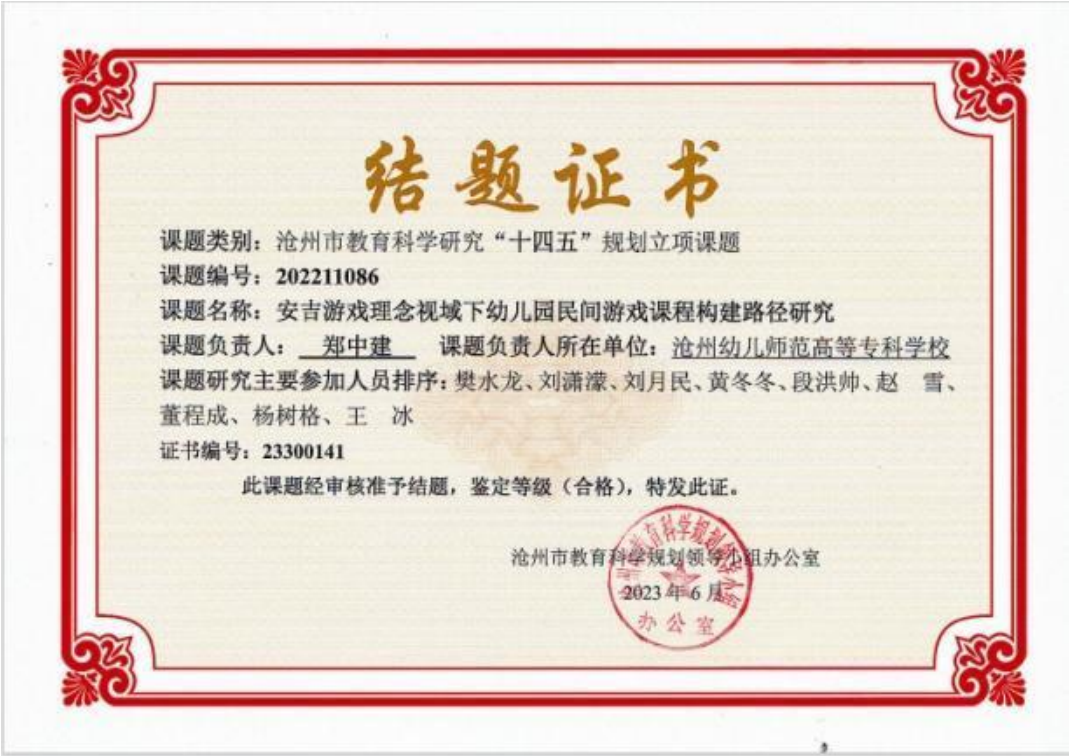 结题证书
课题类别：沧州市教育科学研究“十四五”规划立项课题
课题编号：202211086
课题名称：安吉游戏理念视域下幼儿园民间游戏课程构建路径研究
课题负责人： 郑中建 课题负责人所在单位：沧州幼儿师范高等专科学校
课题研究主要参加人员排序：樊水龙、刘潇濛、刘月民、黄冬冬、段洪帅、赵 雪、
董程成、杨树格、王 冰
证书编号：23300141
此课题经审核准予结题，鉴定等级（合格），特发此证。
沧州市教育科学规划领导小组办公室
2023年6月
办公室